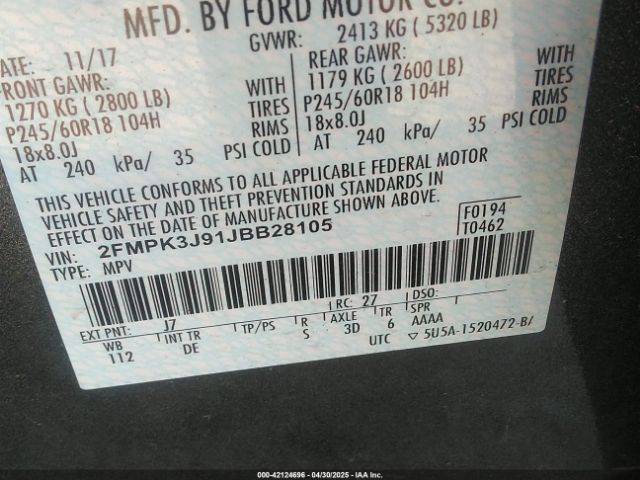 MFD. BY FORD MOTOR CO.
GVWR: 2413 KG ( 5320 LB)
DATE: 11/17
FRONT GAWR: REAR GAWR:
1270 KG ( 2800 LB) WITH 1179 KG ( 2600 LB) WITH
P245/60R18 104H TIRES P245/60R18 104H TIRES
18x8.0J RIMS 18x8.0J RIMS
AT 240 kPa/ 35 PSI COLD AT 240 kPa/ 35 PSI COLD
THIS VEHICLE CONFORMS TO ALL APPLICABLE FEDERAL MOTOR
VEHICLE SAFETY AND THEFT PREVENTION STANDARDS IN
EFFECT ON THE DATE OF MANUFACTURE SHOWN ABOVE.
VIN: 2FMPK3J91JBB28105 F0194
TYPE: MPV T0462
EXT PNT: J7 RC: 27 DSO:
WB INT TR TP/PS R AXLE TR SPR
112 DE S 3D 6 AAAA
UTC ▽ 5U5A-1520472-B/
000-42124696 - 04/30/2025 - IAA Inc.